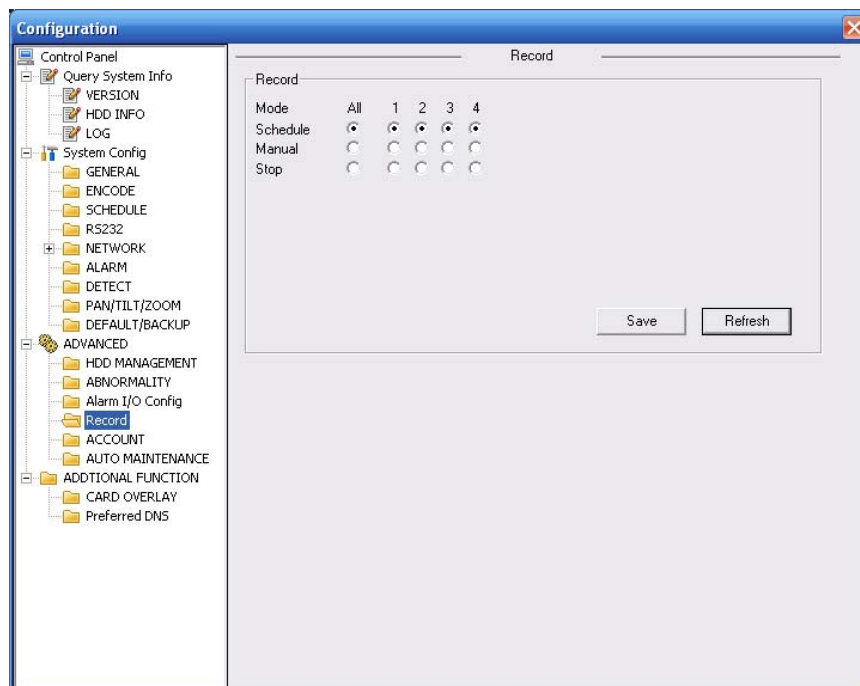 Configuration
Control Panel
Query System Info
VERSION
HDD INFO
LOG
System Config
GENERAL
ENCODE
SCHEDULE
RS232
NETWORK
ALARM
DETECT
PAN/TILT/ZOOM
DEFAULT/BACKUP
ADVANCED
HDD MANAGEMENT
ABNORMALITY
Alarm I/O Config
Record
ACCOUNT
AUTO MAINTENANCE
ADDTIONAL FUNCTION
CARD OVERLAY
Preferred DNS
Record
Record
Mode All 1 2 3 4
Schedule
Manual
Stop
Save Refresh